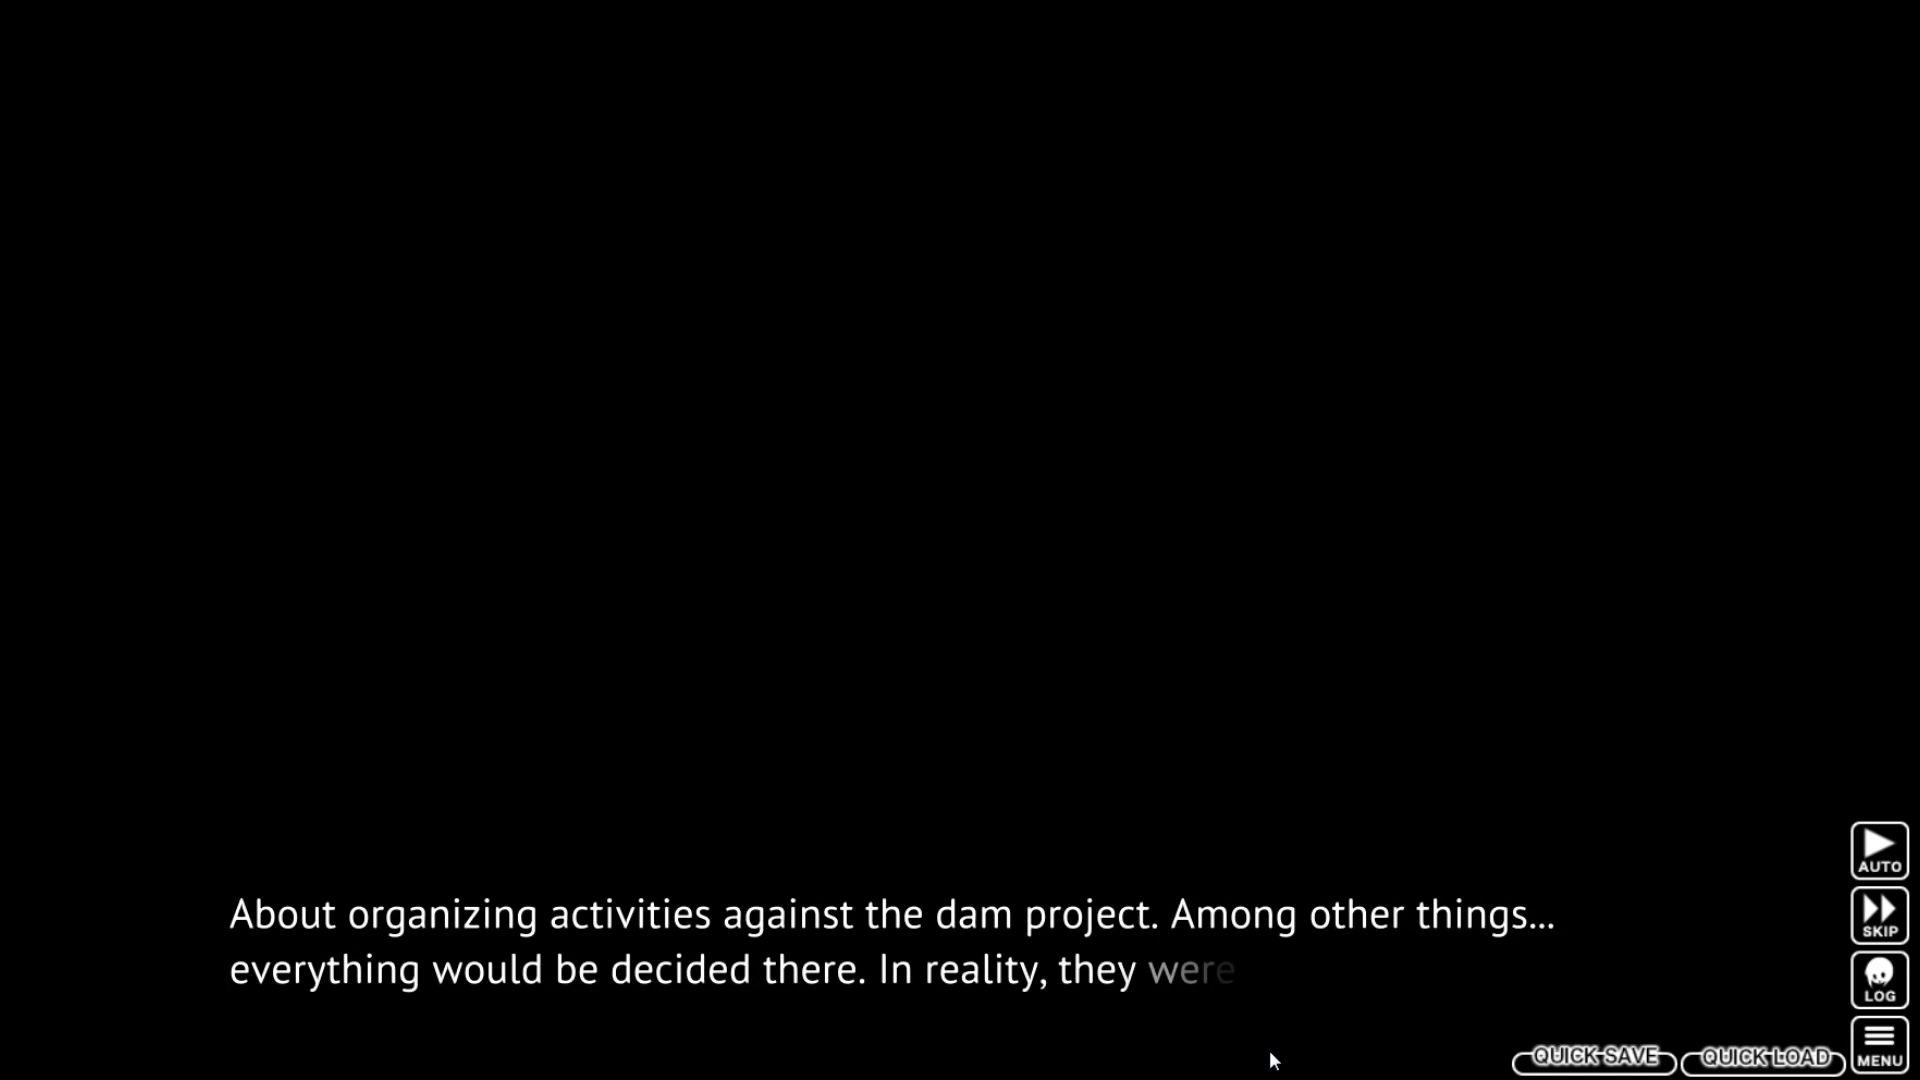 About organizing activities against the dam project. Among other things...
everything would be decided there. In reality, they were
AUTO
SKIP
LOG
MENU
QUICK SAVE
QUICK LOAD